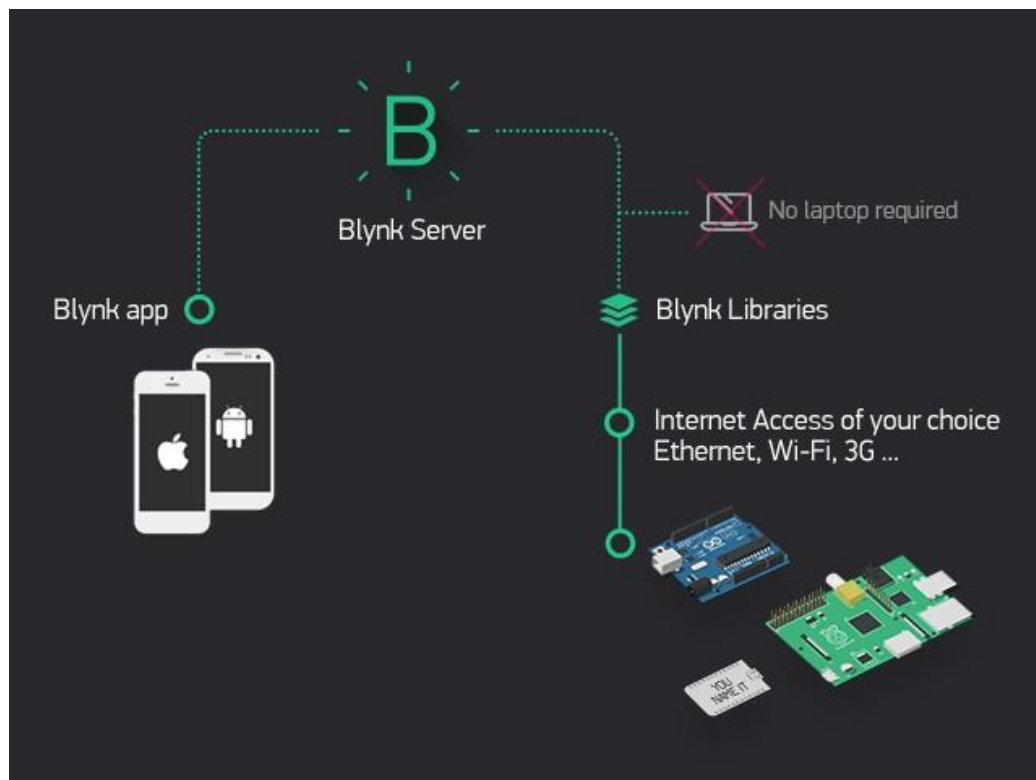 B
Blynk Server
No laptop required
Blynk app
Blynk Libraries
Internet Access of your choice
Ethernet, Wi-Fi, 3G ...
YOU
NAME IT